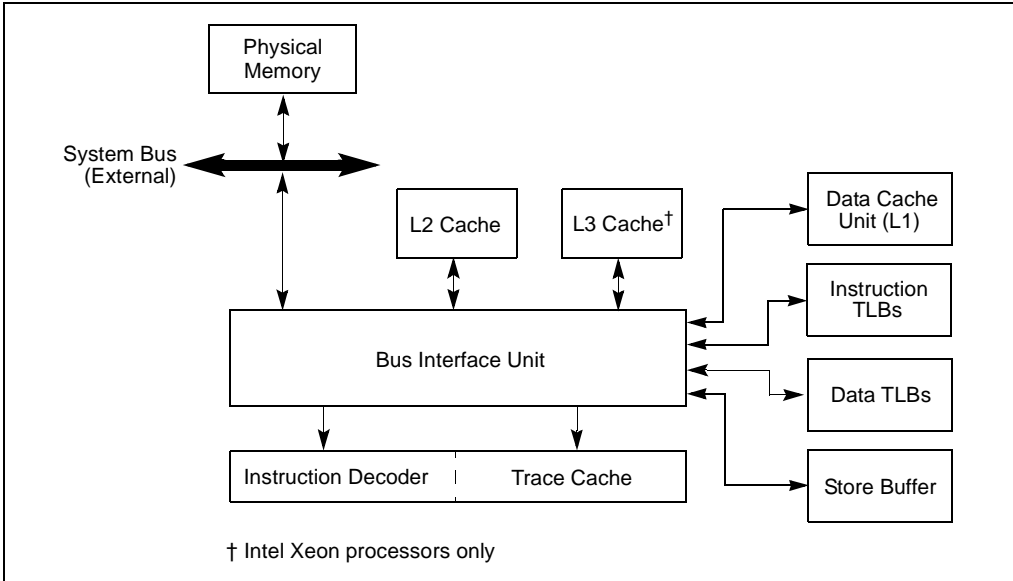 Physical
Memory
System Bus
(External)
L2 Cache
L3 Cache†
Data Cache
Unit (L1)
Instruction
TLBs
Bus Interface Unit
Data TLBs
Instruction Decoder
Trace Cache
Store Buffer
† Intel Xeon processors only